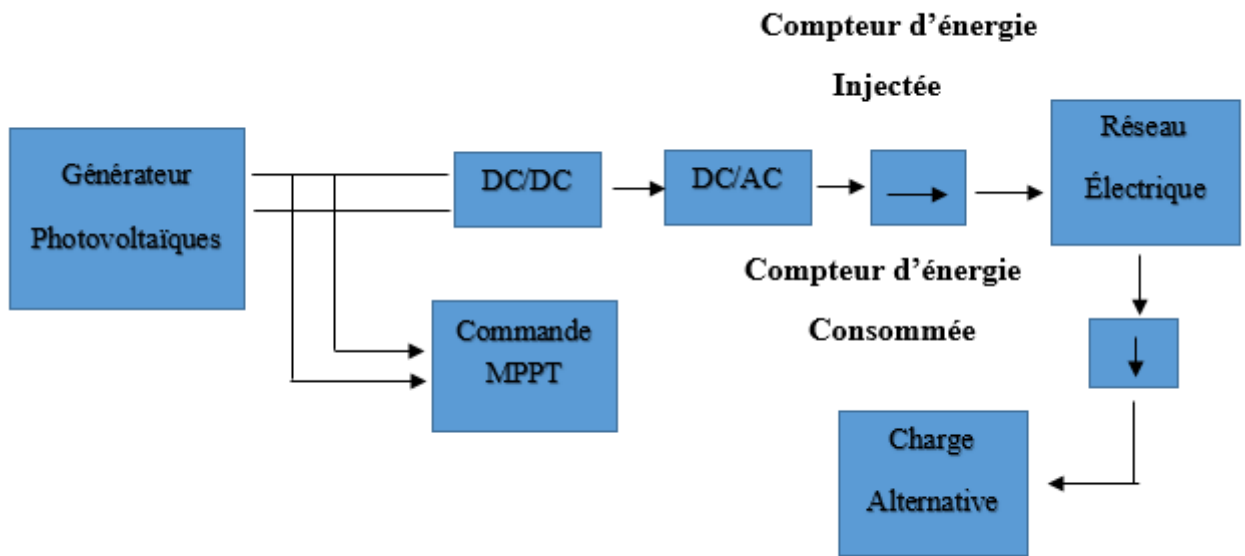 Compteur d’énergie
Injectée
Générateur
Photovoltaïques
DC/DC
DC/AC
Réseau
Électrique
Compteur d’énergie
Consommée
Commande
MPPT
Charge
Alternative